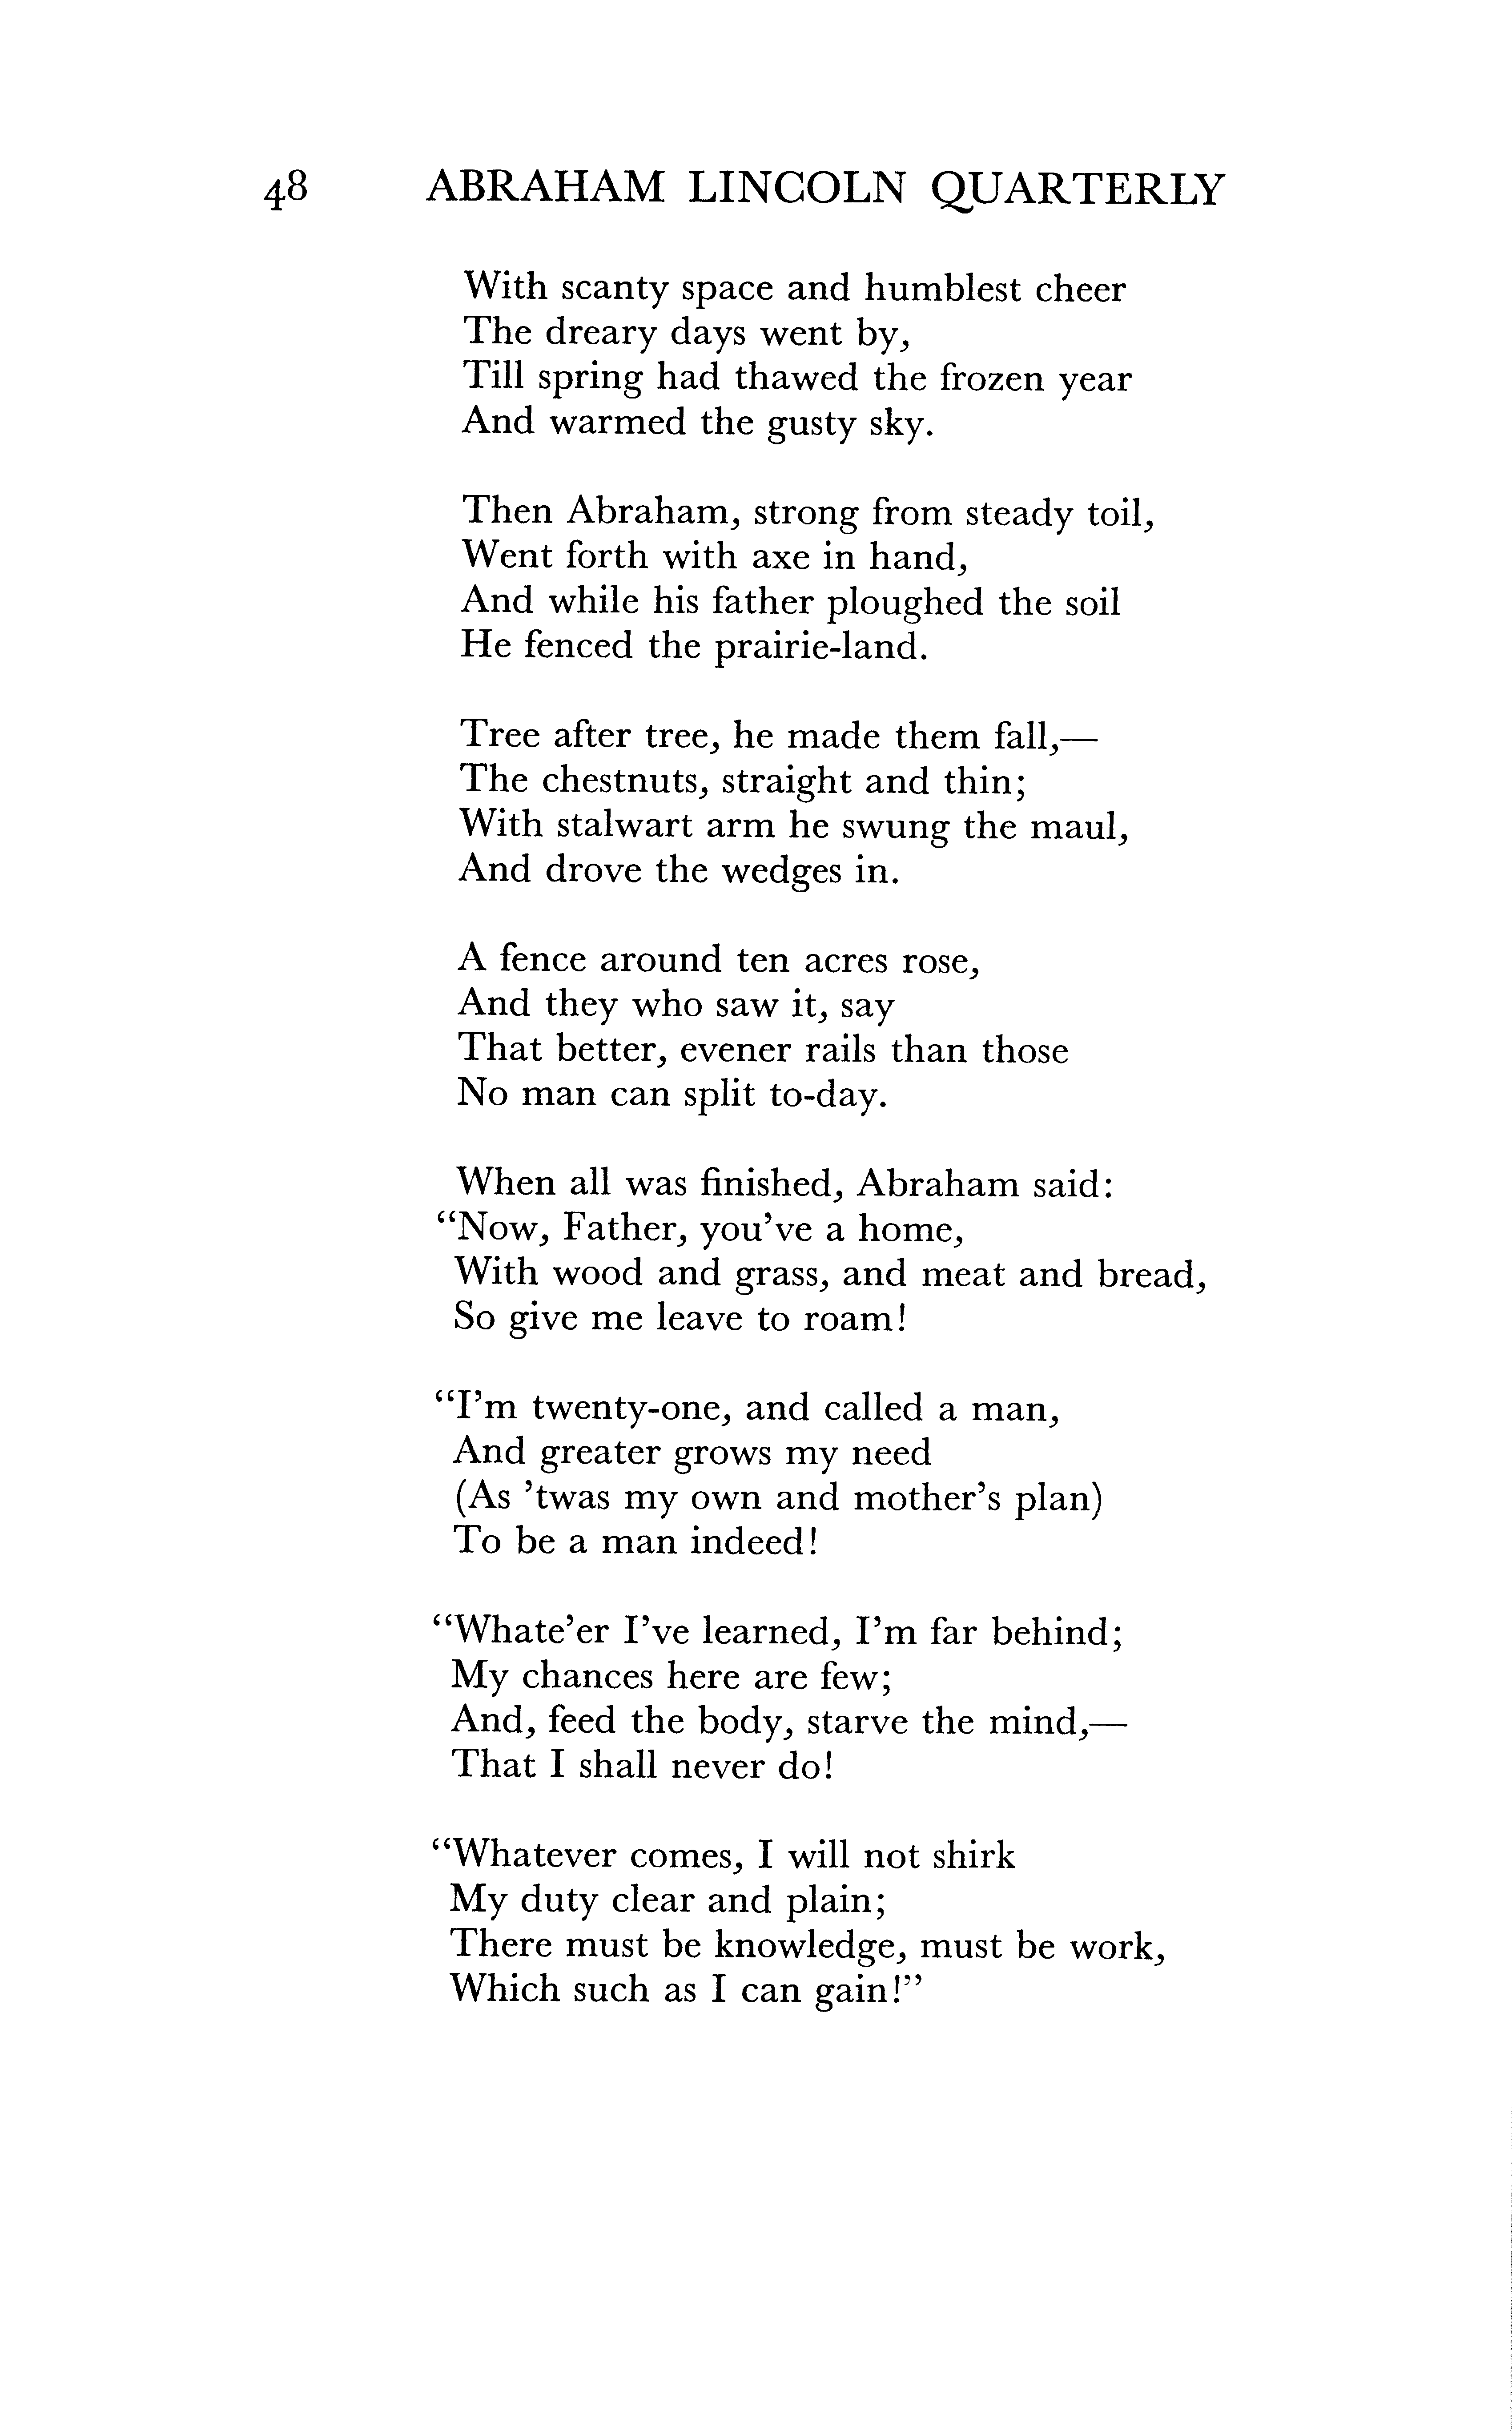 48 ABRAHAM LINCOLN QUARTERLY
With scanty space and humblest cheer
The dreary days went by,
Till spring had thawed the frozen year
And warmed the gusty sky.
Then Abraham, strong from steady toil,
Went forth with axe in hand,
And while his father ploughed the soil
He fenced the prairie-land.
Tree after tree, he made them fall,—
The chestnuts, straight and thin;
With stalwart arm he swung the maul,
And drove the wedges in.
A fence around ten acres rose,
And they who saw it, say
That better, evener rails than those
No man can split to-day.
When all was finished, Abraham said:
“Now, Father, you’ve a home,
With wood and grass, and meat and bread,
So give me leave to roam!
“I’m twenty-one, and called a man,
And greater grows my need
(As ’twas my own and mother’s plan)
To be a man indeed!
“Whate’er I’ve learned, I’m far behind;
My chances here are few;
And, feed the body, starve the mind,—
That I shall never do!
“Whatever comes, I will not shirk
My duty clear and plain;
There must be knowledge, must be work,
Which such as I can gain!”